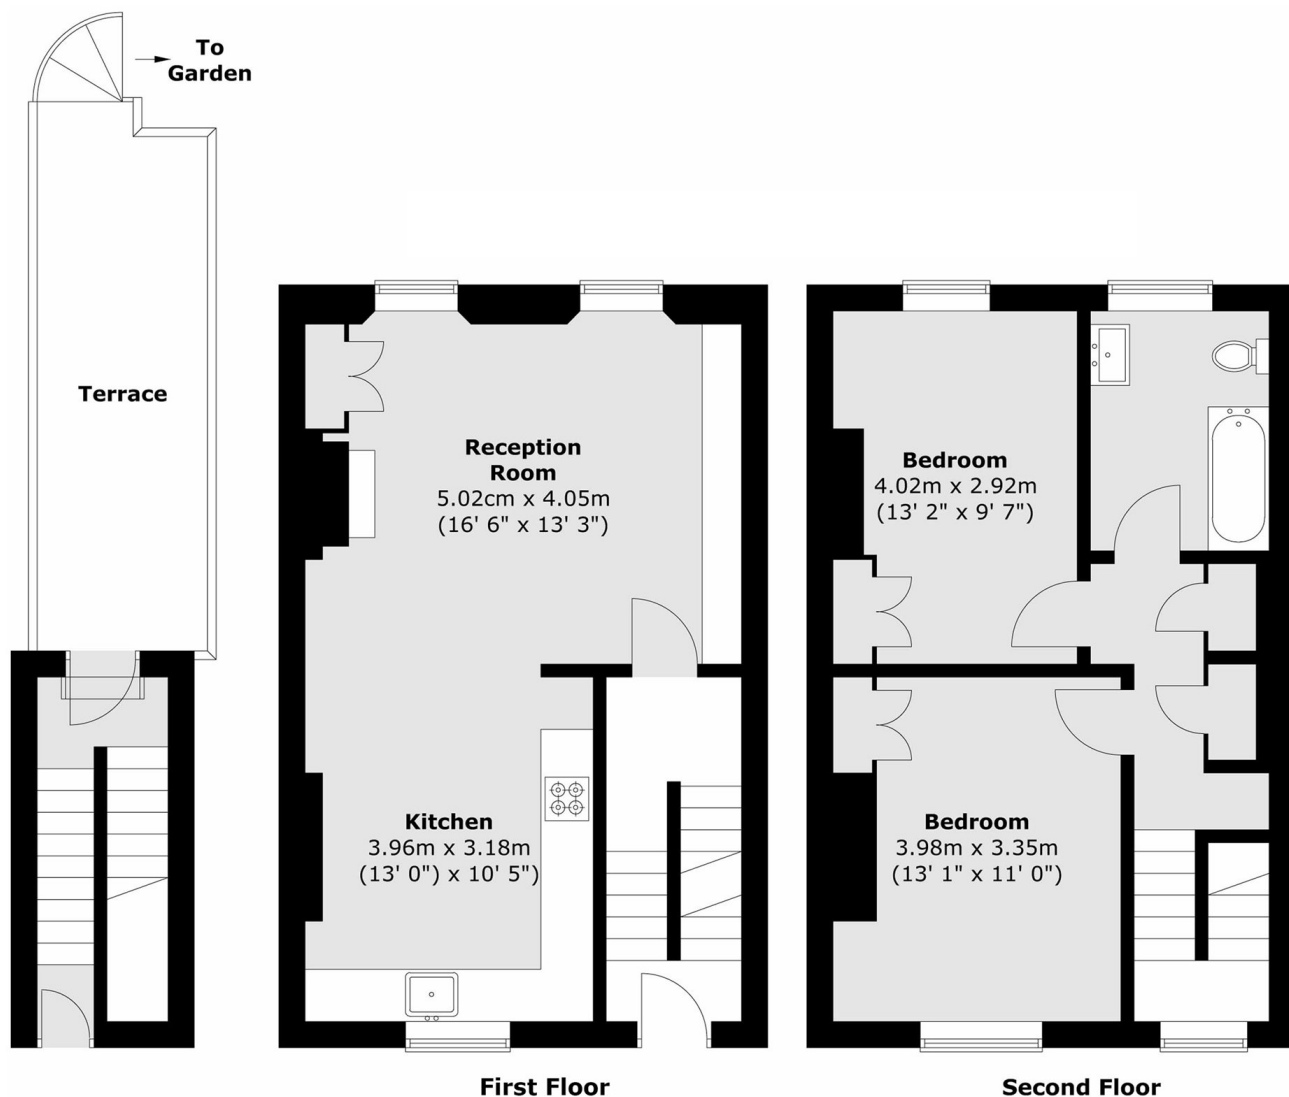 To
Garden
Terrace
Reception
Room
5.02cm x 4.05m
(16' 6" x 13' 3")
Kitchen
3.96m x 3.18m
(13' 0") x 10' 5")
First Floor
Bedroom
4.02m x 2.92m
(13' 2" x 9' 7")
Bedroom
3.98m x 3.35m
(13' 1" x 11' 0")
Second Floor